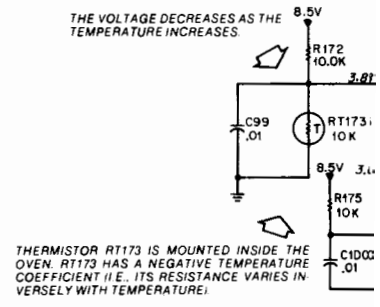 THE VOLTAGE DECREASES AS THE
TEMPERATURE INCREASES.
8.5V
R172
10.0K
C99
.01
T
RT173
10K
8.5V
R175
10K
.01
THERMISTOR RT173 IS MOUNTED INSIDE THE
OVEN. RT173 HAS A NEGATIVE TEMPERATURE
COEFFICIENT (I.E., ITS RESISTANCE VARIES IN-
VERSELY WITH TEMPERATURE).